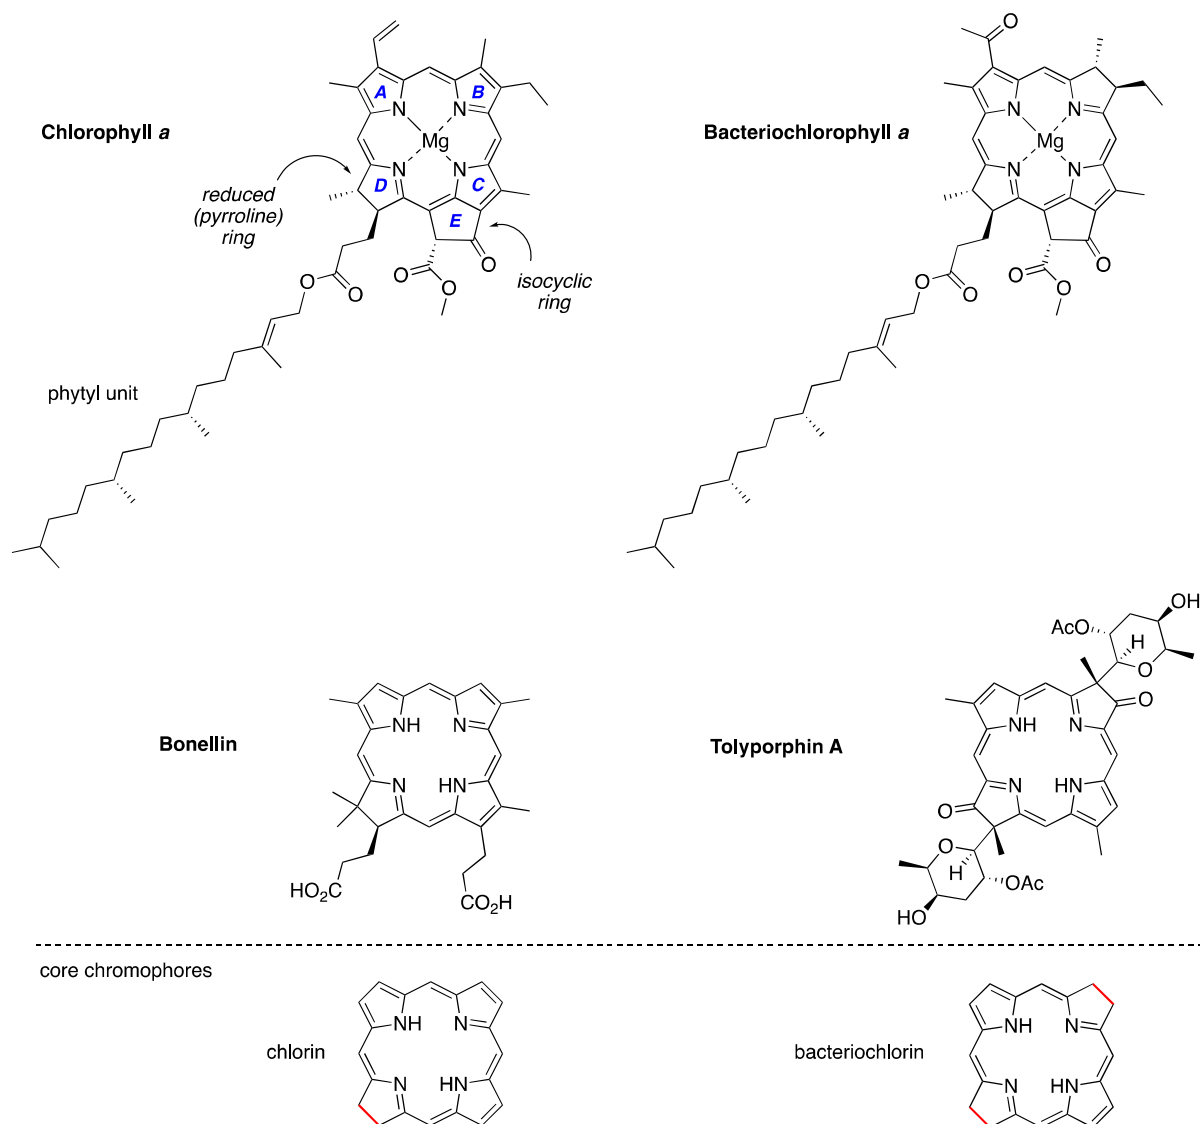 O
O
A
B
N
N
Chlorophyll a
Mg
Bacteriochlorophyll a
N
N
Mg
N
N
D
C
N
N
reduced
(pyrroline)
ring
E
O
O
O
O
O
O
O
isocyclic
ring
O
O
O
phytyl unit
OH
AcO
H
O
O
NH
N
NH
N
Bonellin
Tolyporphin A
N
HN
N
HN
O
O
H
OAc
HO2C
CO2H
HO
core chromophores
NH
N
NH
N
chlorin
bacteriochlorin
N
HN
N
HN